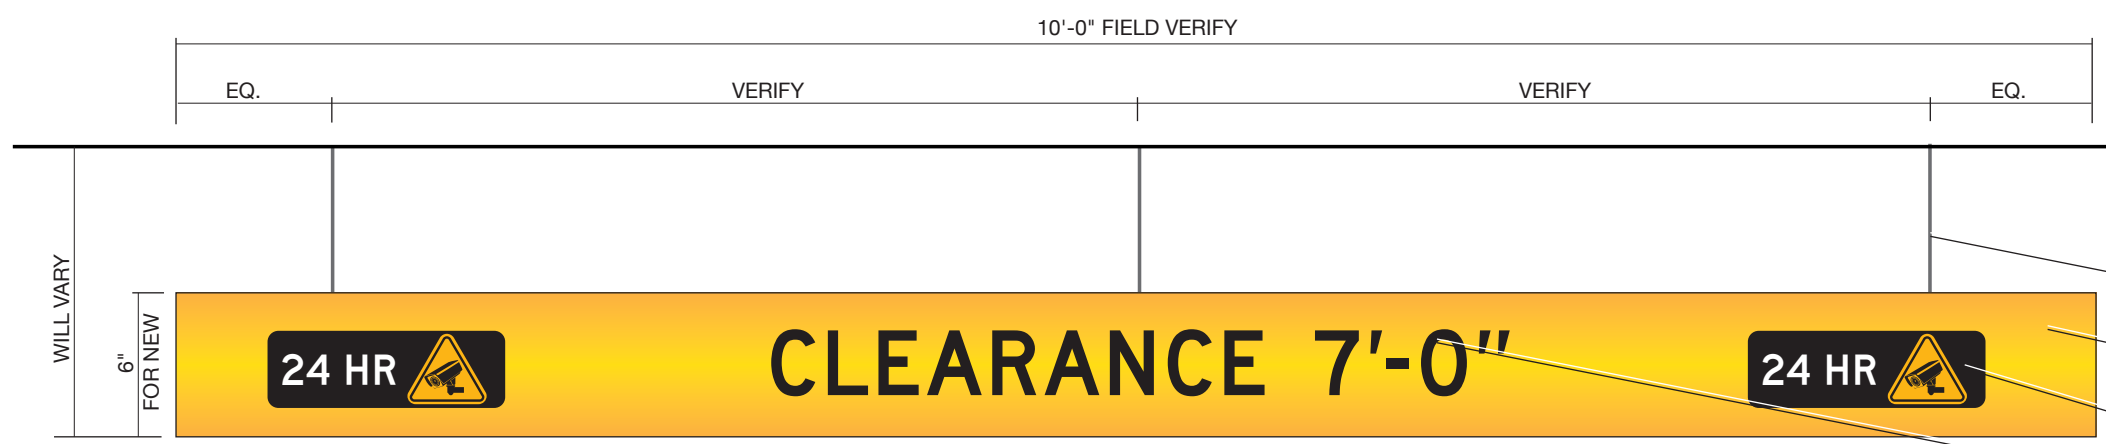 10'-0" FIELD VERIFY
EQ.
VERIFY
VERIFY
EQ.
WILL VARY
6"
FOR NEW
24 HR
CLEARANCE 7'-0"
24 HR